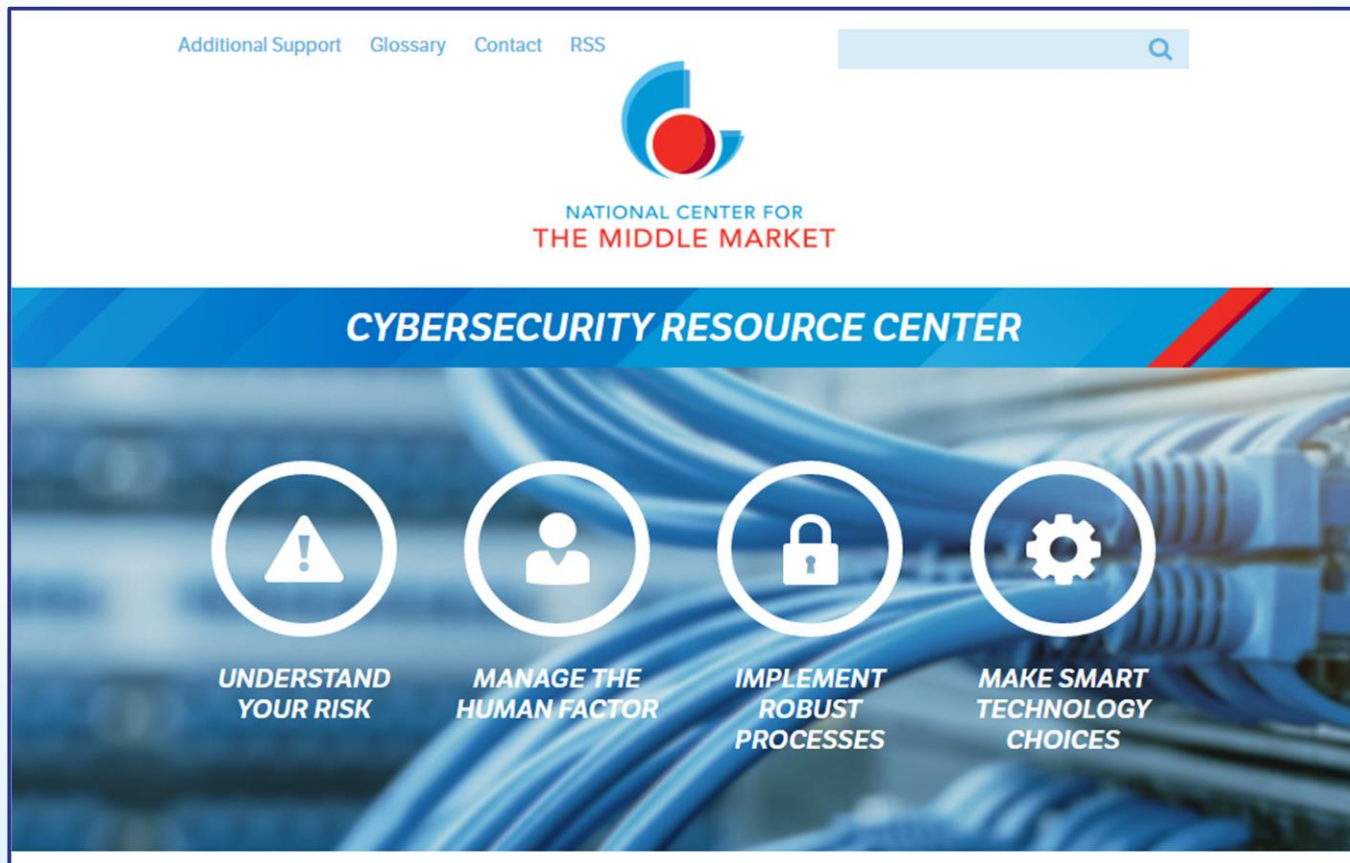 Additional Support Glossary Contact RSS
NATIONAL CENTER FOR
THE MIDDLE MARKET
CYBERSECURITY RESOURCE CENTER
UNDERSTAND
YOUR RISK
MANAGE THE
HUMAN FACTOR
IMPLEMENT
ROBUST
PROCESSES
MAKE SMART
TECHNOLOGY
CHOICES